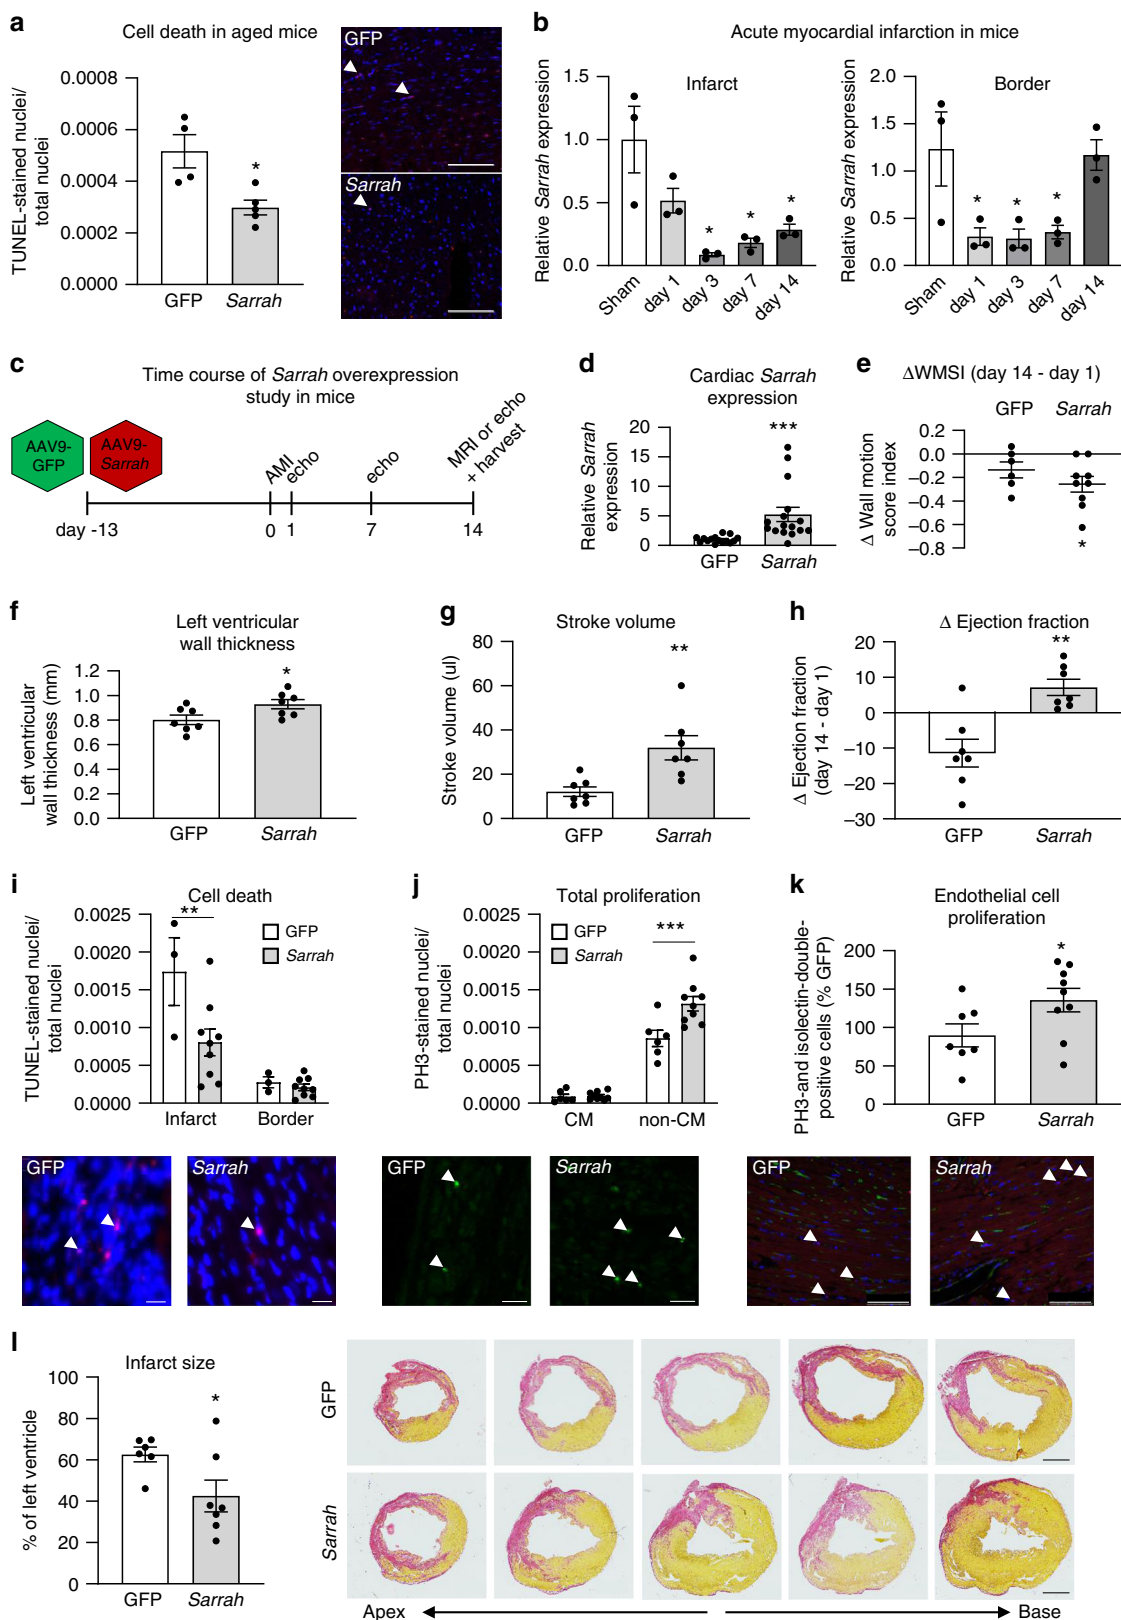 a
Cell death in aged mice
TUNEL-stained nuclei/
total nuclei
0.0008
0.0006
0.0004
0.0002
0.0000
*
GFP
Sarrah
GFP
Sarrah
b
Acute myocardial infarction in mice
Relative Sarrah expression
Infarct
1.5
1.0
0.5
0.0
* * *
Sham
day 1
day 3
day 7
day 14
Relative Sarrah expression
Border
2.0
1.5
1.0
0.5
0.0
* * *
Sham
day 1
day 3
day 7
day 14
c
Time course of Sarrah overexpression
study in mice
AAV9-
GFP
AAV9-
Sarrah
AMI
echo
echo
MRI or echo
+ harvest
day -13
0
1
7
14
d
Cardiac Sarrah
expression
Relative Sarrah
expression
20
15
10
5
0
***
GFP
Sarrah
e
ΔWMSI (day 14 - day 1)
GFP
Sarrah
Δ Wall motion
score index
0.2
0.0
−0.2
−0.4
−0.6
−0.8
*
f
Left ventricular
wall thickness
Left ventricular
wall thickness (mm)
1.2
1.0
0.8
0.6
0.4
0.2
0.0
*
GFP
Sarrah
g
Stroke volume
Stroke volume (ul)
80
60
40
20
0
**
GFP
Sarrah
h
Δ Ejection fraction
Δ Ejection fraction
(day 14 - day 1)
20
10
0
−10
−20
−30
**
GFP
Sarrah
i
Cell death
TUNEL-stained nuclei/
total nuclei
0.0025
0.0020
0.0015
0.0010
0.0005
0.0000
**
GFP
Sarrah
Infarct
Border
GFP
Sarrah
j
Total proliferation
PH3-stained nuclei/
total nuclei
0.0025
0.0020
0.0015
0.0010
0.0005
0.0000
GFP
Sarrah
***
CM
non-CM
GFP
Sarrah
k
Endothelial cell
proliferation
PH3-and isolectin-double-
positive cells (% GFP)
200
150
100
50
0
*
GFP
Sarrah
GFP
Sarrah
l
Infarct size
% of left ventricle
100
80
60
40
20
0
*
GFP
Sarrah
GFP
Sarrah
Apex
Base